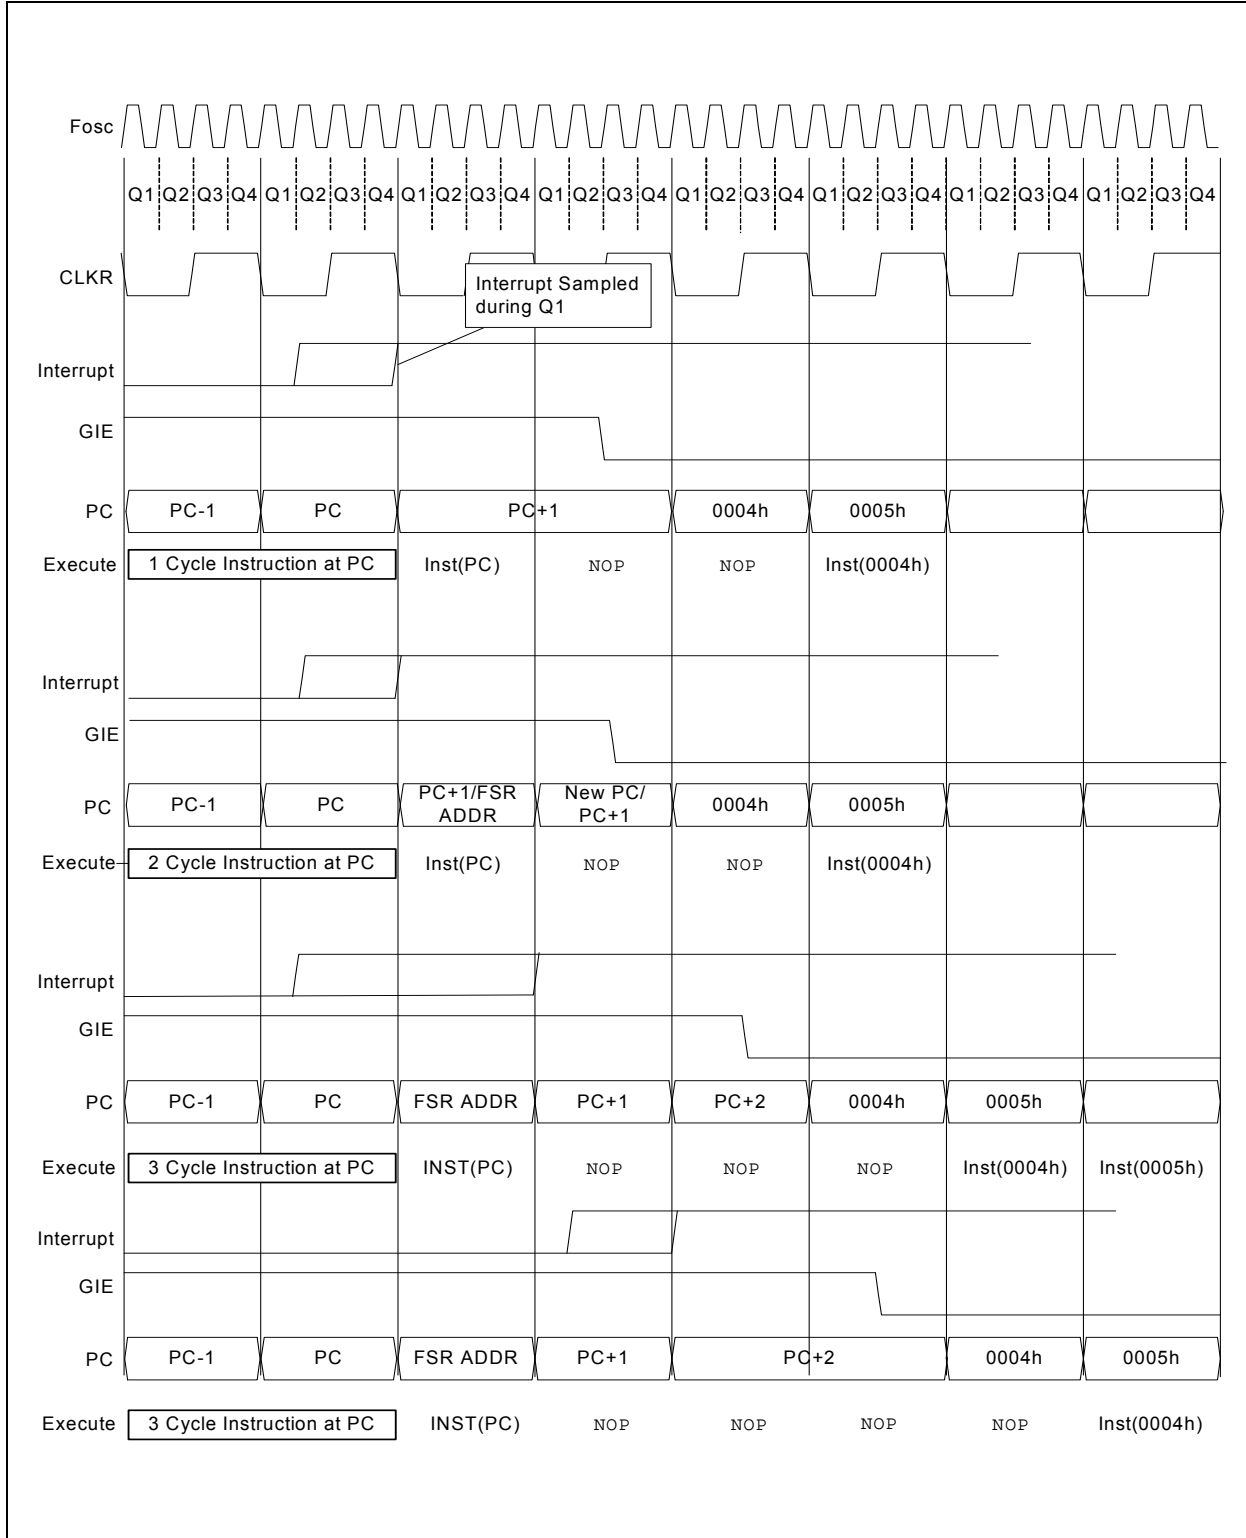 Fosc
Q1 Q2 Q3 Q4 Q1 Q2 Q3 Q4 Q1 Q2 Q3 Q4 Q1 Q2 Q3 Q4 Q1 Q2 Q3 Q4 Q1 Q2 Q3 Q4 Q1 Q2 Q3 Q4 Q1 Q2 Q3 Q4
CLKR
Interrupt Sampled
during Q1
Interrupt
GIE
PC PC-1 PC PC+1 0004h 0005h
Execute 1 Cycle Instruction at PC Inst(PC) NOP NOP Inst(0004h)
Interrupt
GIE
PC PC-1 PC PC+1/FSR ADDR New PC/ PC+1 0004h 0005h
Execute 2 Cycle Instruction at PC Inst(PC) NOP NOP Inst(0004h)
Interrupt
GIE
PC PC-1 PC FSR ADDR PC+1 PC+2 0004h 0005h
Execute 3 Cycle Instruction at PC INST(PC) NOP NOP NOP Inst(0004h) Inst(0005h)
Interrupt
GIE
PC PC-1 PC FSR ADDR PC+1 PC+2 0004h 0005h
Execute 3 Cycle Instruction at PC INST(PC) NOP NOP NOP NOP Inst(0004h)